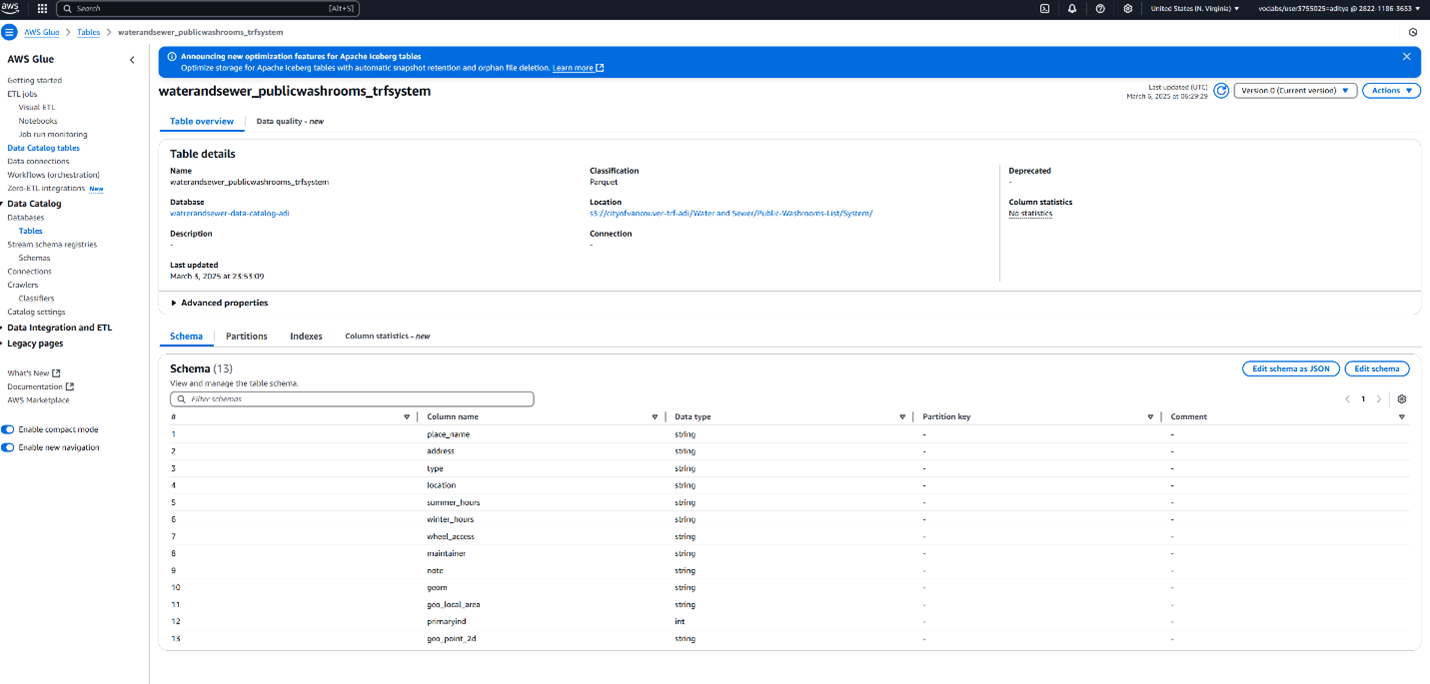 aws Search [Alt+S] United States (N. Virginia) voclabs/user3755025=aditya @ 2822-1186-3653
AWS Glue > Tables > waterandsewer_publicwashrooms_trfsystem
AWS Glue
Getting started
ETL jobs
Visual ETL
Notebooks
Job run monitoring
Data Catalog tables
Data connections
Workflows (orchestration)
Zero-ETL integrations New
Data Catalog
Databases
Tables
Stream schema registries
Schemas
Connections
Crawlers
Classifiers
Catalog settings
Data Integration and ETL
Legacy pages
What's New
Documentation
AWS Marketplace
Enable compact mode
Enable new navigation
Announcing new optimization features for Apache Iceberg tables
Optimize storage for Apache Iceberg tables with automatic snapshot retention and orphan file deletion. Learn more
waterandsewer_publicwashrooms_trfsystem
Last updated (UTC)
March 6, 2025 at 06:29:29
Version 0 (Current version)
Actions
Table overview Data quality - new
Table details
Name
waterandsewer_publicwashrooms_trfsystem
Database
watrerandsewer-data-catalog-adi
Description
-
Last updated
March 3, 2025 at 23:53:09
Classification
Parquet
Location
s3://cityofvancouver-trf-adi/Water and Sewer/Public-Washrooms-List/System/
Connection
-
Deprecated
-
Column statistics
No statistics
Advanced properties
Schema Partitions Indexes Column statistics - new
Schema (13)
View and manage the table schema.
Edit schema as JSON Edit schema
Filter schemas
< 1 >
# Column name Data type Partition key Comment
1 place_name string - -
2 address string - -
3 type string - -
4 location string - -
5 summer_hours string - -
6 winter_hours string - -
7 wheel_access string - -
8 maintainer string - -
9 note string - -
10 geom string - -
11 geo_local_area string - -
12 primaryind int - -
13 geo_point_2d string - -